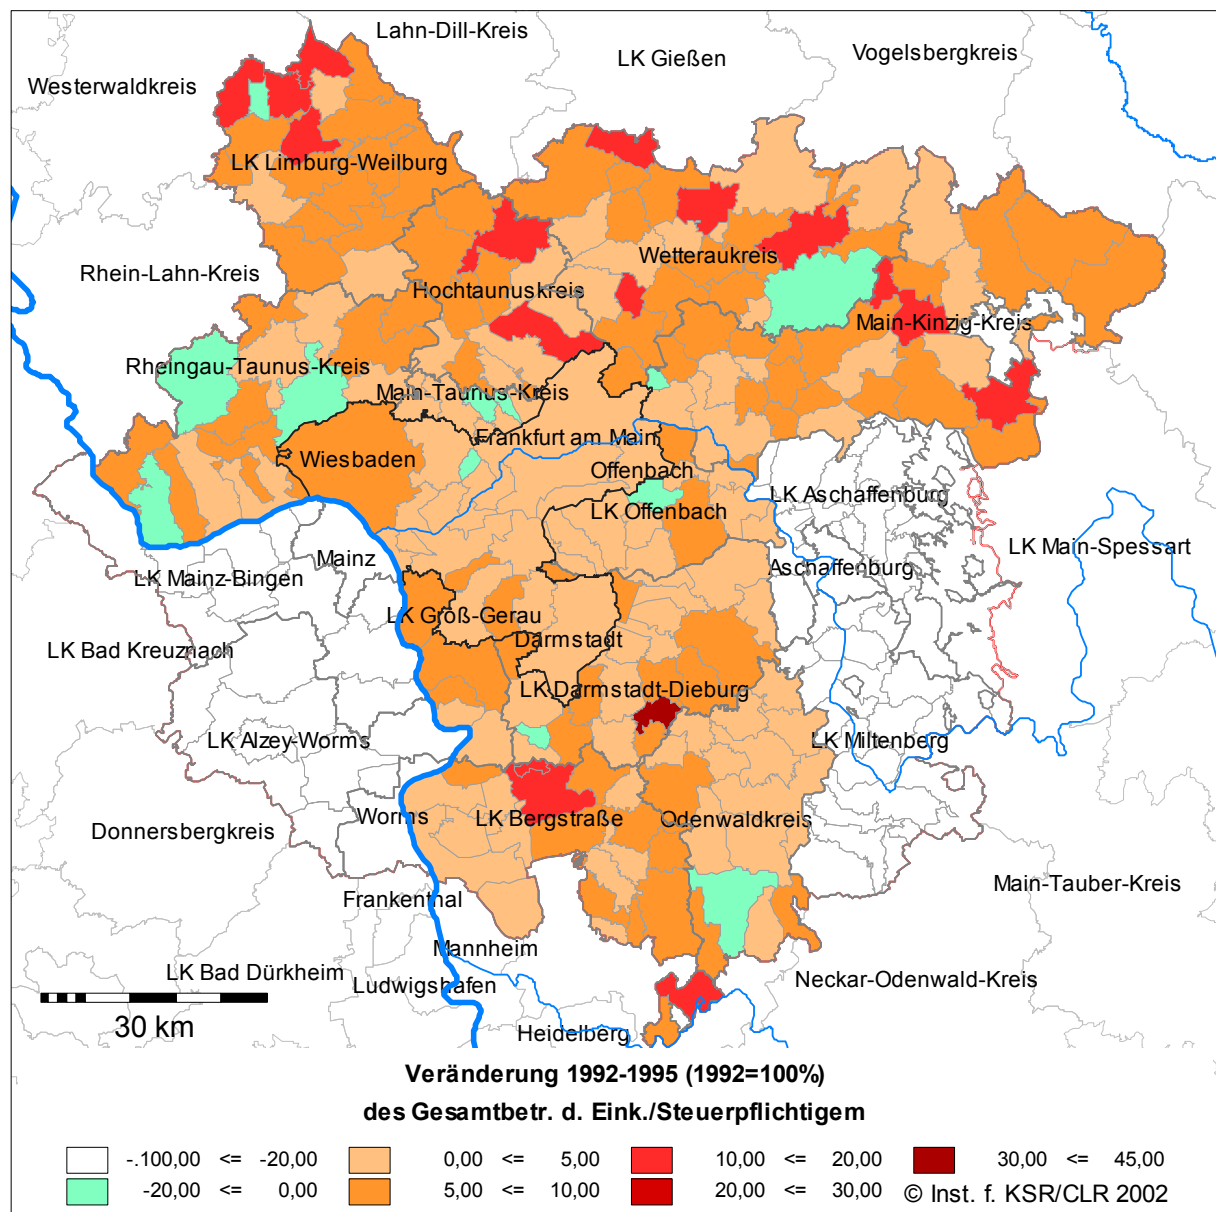 Lahn-Dill-Kreis
LK Gießen
Vogelsbergkreis
Westerwaldkreis
LK Limburg-Weilburg
Wetteraukreis
Rhein-Lahn-Kreis
Hochtaunuskreis
Main-Kinzig-Kreis
Rheingau-Taunus-Kreis
Main-Taunus-Kreis
Frankfurt am Main
Wiesbaden
Offenbach
LK Aschaffenburg
LK Offenbach
LK Main-Spessart
Mainz
Aschaffenburg
LK Mainz-Bingen
LK Groß-Gerau
Darmstadt
LK Bad Kreuznach
LK Darmstadt-Dieburg
LK Alzey-Worms
LK Miltenberg
Worms
LK Bergstraße
Odenwaldkreis
Donnersbergkreis
Main-Tauber-Kreis
Frankenthal
Mannheim
LK Bad Dürkheim
Ludwigshafen
Neckar-Odenwald-Kreis
30 km
Heidelberg
Veränderung 1992-1995 (1992=100%)
des Gesamtbetr. d. Eink./Steuerpflichtigem
-.100,00 <= -20,00 0,00 <= 5,00 10,00 <= 20,00 30,00 <= 45,00
-20,00 <= 0,00 5,00 <= 10,00 20,00 <= 30,00 © Inst. f. KSR/CLR 2002